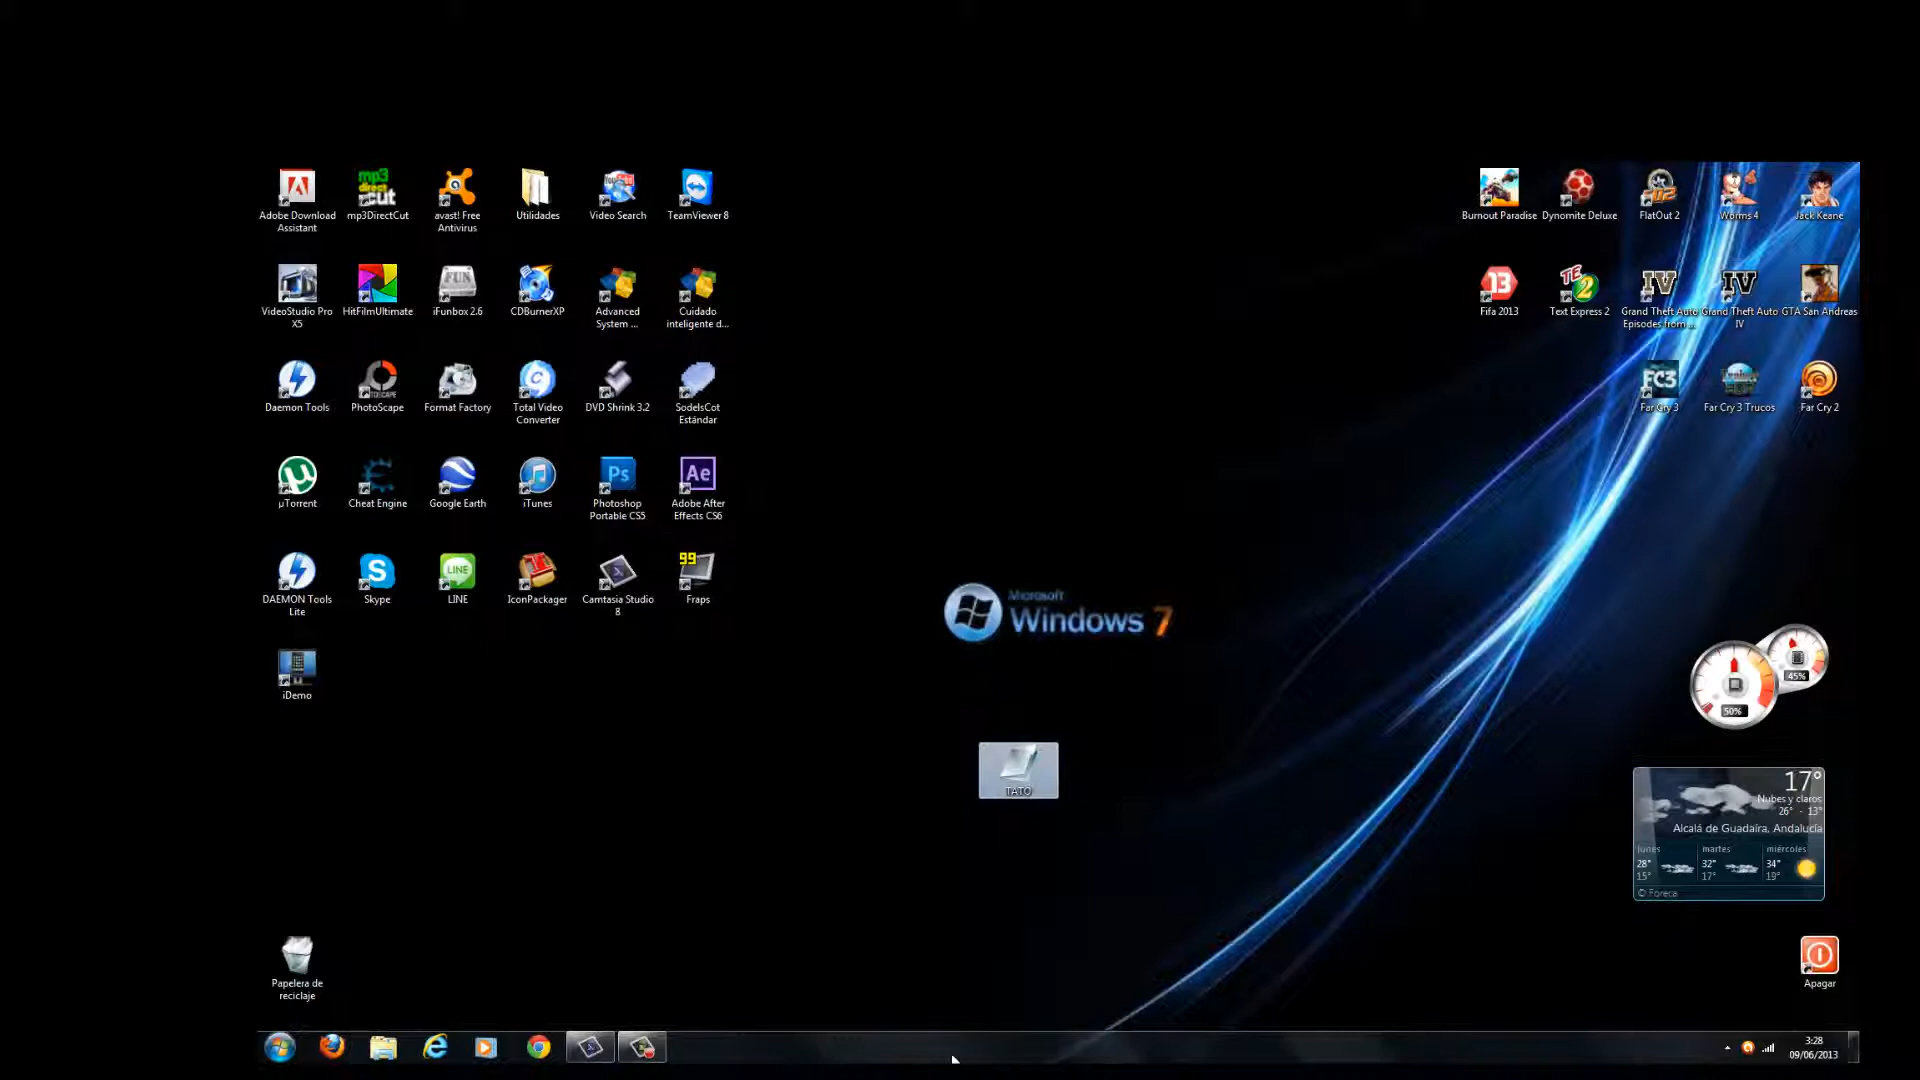 Adobe Download
Assistant
mp3DirectCut
avast! Free
Antivirus
Utilidades
Video Search
TeamViewer 8
Burnout Paradise
Dynomite Deluxe
FlatOut 2
Worms 4
Jack Keane
VideoStudio Pro
X5
HitFilmUltimate
iFunbox 2.6
CDBurnerXP
Advanced
System ...
Cuidado
inteligente d...
Fifa 2013
Text Express 2
Grand Theft Auto
Episodes from ...
Grand Theft Auto
IV
GTA San Andreas
Daemon Tools
PhotoScape
Format Factory
Total Video
Converter
DVD Shrink 3.2
SodelsCot
Estándar
Far Cry 3
Far Cry 3 Trucos
Far Cry 2
µTorrent
Cheat Engine
Google Earth
iTunes
Photoshop
Portable CS5
Adobe After
Effects CS6
DAEMON Tools
Lite
Skype
LINE
IconPackager
Camtasia Studio
8
Fraps
iDemo
Microsoft
Windows 7
45%
50%
TATO
17°
Nubes y claros
26° - 13°
Alcalá de Guadaíra, Andalucía
lunes
28°
15°
martes
32°
17°
miércoles
34°
19°
© Foreca
Papelera de
reciclaje
Apagar
3:28
09/06/2013